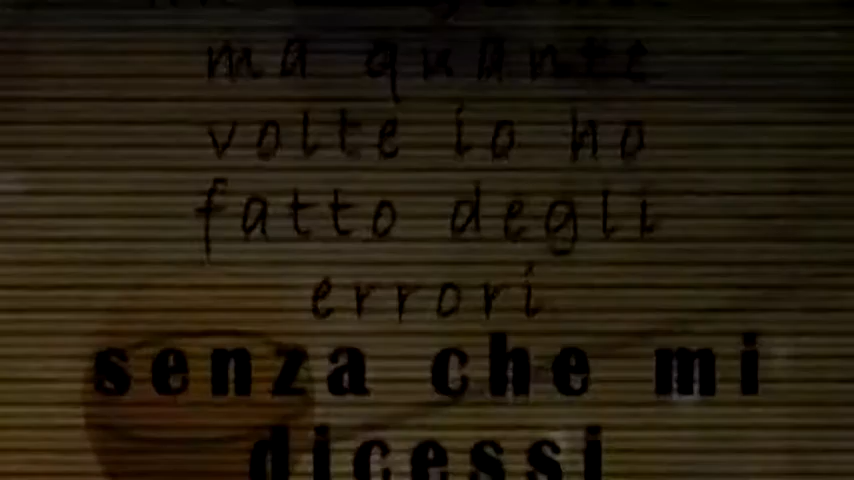 ma quante
volte io ho
fatto degli
errori
senza che mi
dicessi